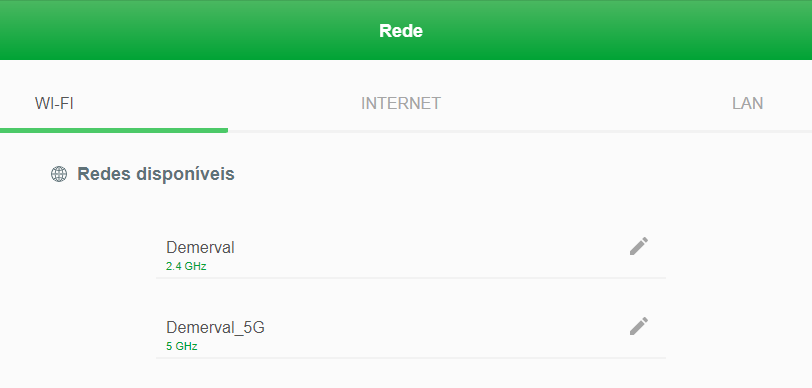 Rede
WI-FI INTERNET LAN
Redes disponíveis
Demerval
2.4 GHz
Demerval_5G
5 GHz